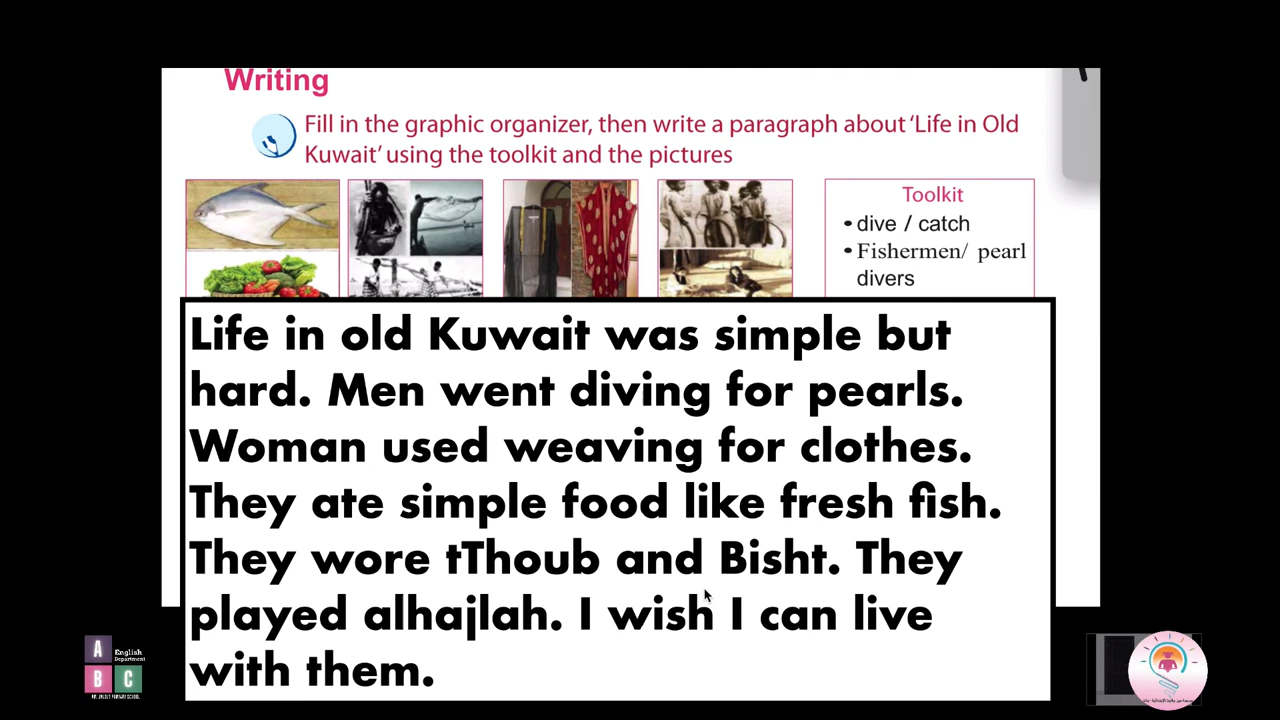 Writing
Fill in the graphic organizer, then write a paragraph about 'Life in Old
Kuwait' using the toolkit and the pictures
Toolkit
• dive / catch
• Fishermen/ pearl
divers
Life in old Kuwait was simple but
hard. Men went diving for pearls.
Woman used weaving for clothes.
They ate simple food like fresh fish.
They wore tThoub and Bisht. They
played alhajlah. I wish I can live
with them.
A
B C
English
Department